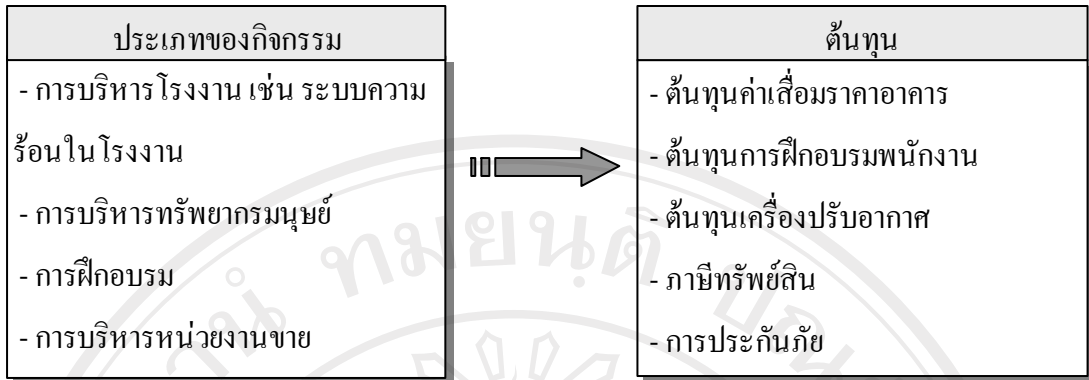 ประเภทของกิจกรรม
- การบริหารโรงงาน เช่น ระบบความ
ร้อนในโรงงาน
- การบริหารทรัพยากรมนุษย์
- การฝึกอบรม
- การบริหารหน่วยงานขาย
ต้นทุน
- ต้นทุนค่าเสื่อมราคาอาคาร
- ต้นทุนการฝึกอบรมพนักงาน
- ต้นทุนเครื่องปรับอากาศ
- ภาษีทรัพย์สิน
- การประกันภัย